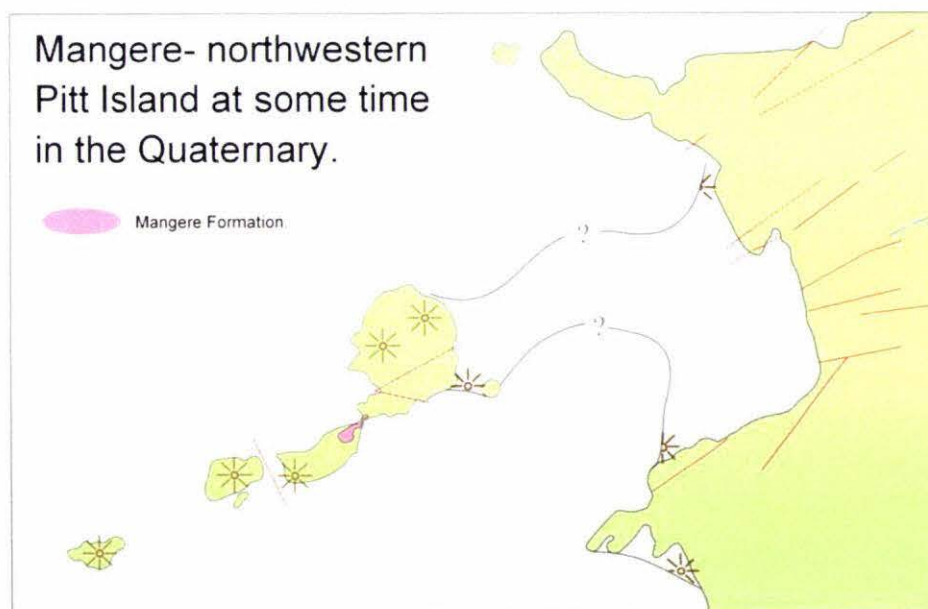 Mangere- northwestern
Pitt Island at some time
in the Quaternary.
Mangere Formation
?
?